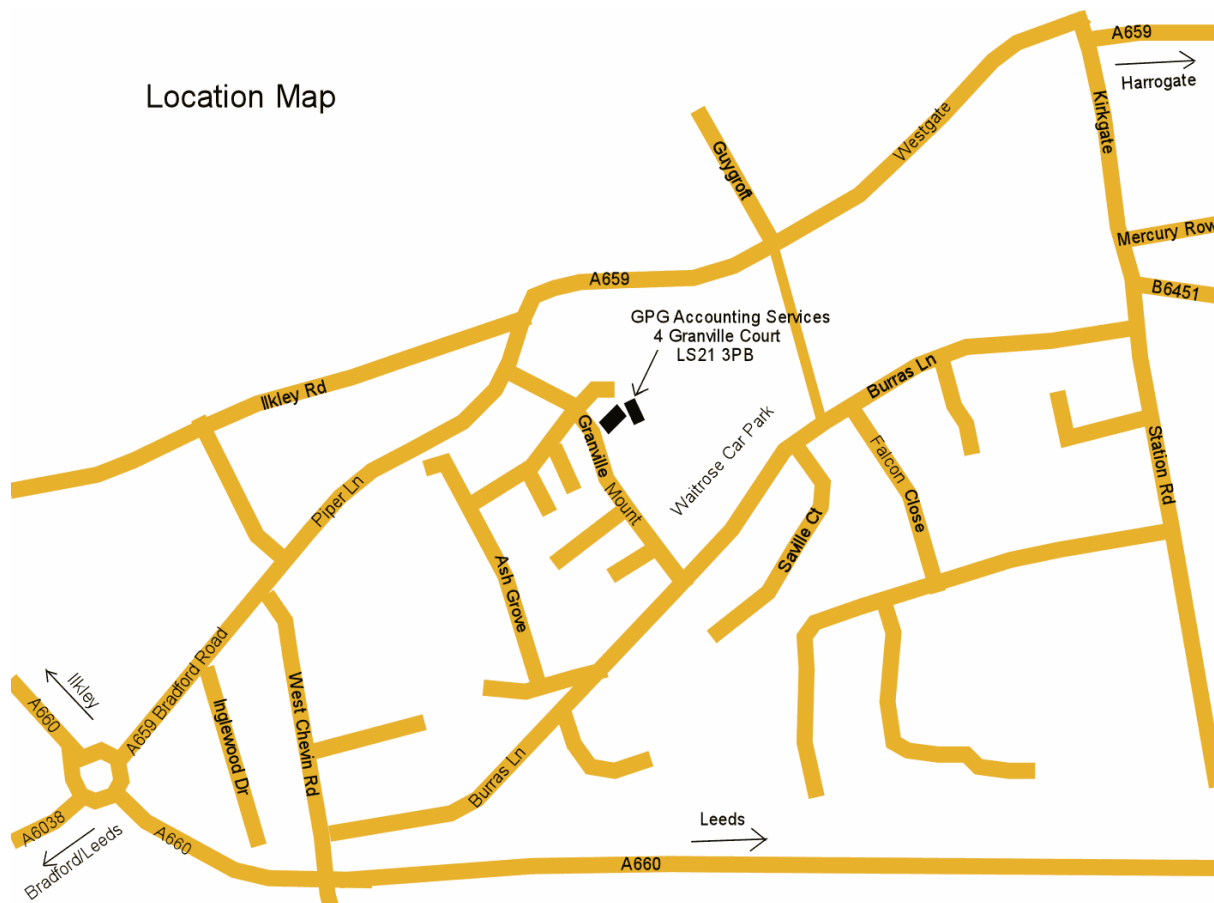 A659
Harrogate
Location Map
Kirkgate
Westgate
Guygroft
Mercury Row
A659
B6451
GPG Accounting Services
4 Granville Court
LS21 3PB
Burras Ln
Ilkley Rd
Granville Mount
Waitrose Car Park
Falcon Close
Station Rd
Piper Ln
Saville Ct
Ash Grove
A659 Bradford Road
Ilkley
A660
Inglewood Dr
West Chevin Rd
Burras Ln
A6038
Bradford/Leeds
A660
Leeds
A660